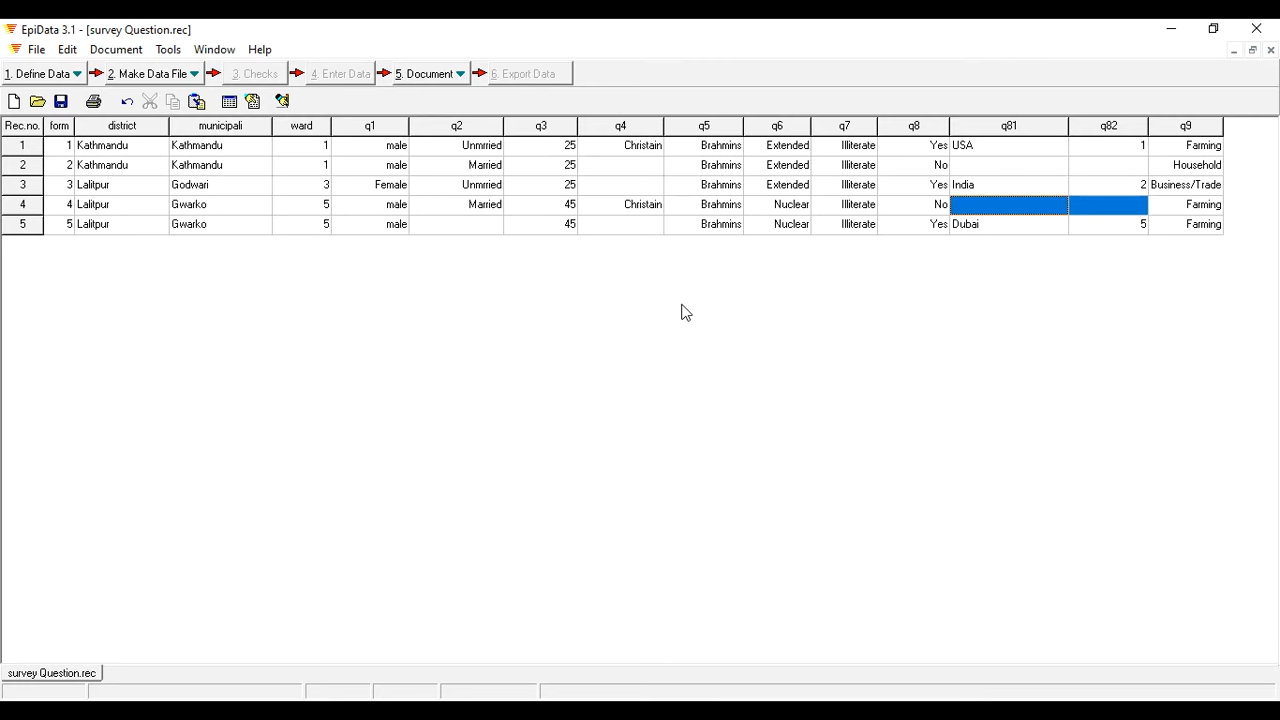 EpiData 3.1 - [survey Question.rec]
File Edit Document Tools Window Help
1. Define Data 2. Make Data File 3. Checks 4. Enter Data 5. Document 6. Export Data
Rec.no. form district municipali ward q1 q2 q3 q4 q5 q6 q7 q8 q81 q82 q9
1 1 Kathmandu Kathmandu 1 male Unmrried 25 Christain Brahmins Extended Illiterate Yes USA 1 Farming
2 2 Kathmandu Kathmandu 1 male Married 25 Brahmins Extended Illiterate No Household
3 3 Lalitpur Godwari 3 Female Unmrried 25 Brahmins Extended Illiterate Yes India 2 Business/Trade
4 4 Lalitpur Gwarko 5 male Married 45 Christain Brahmins Nuclear Illiterate No Farming
5 5 Lalitpur Gwarko 5 male 45 Brahmins Nuclear Illiterate Yes Dubai 5 Farming
survey Question.rec